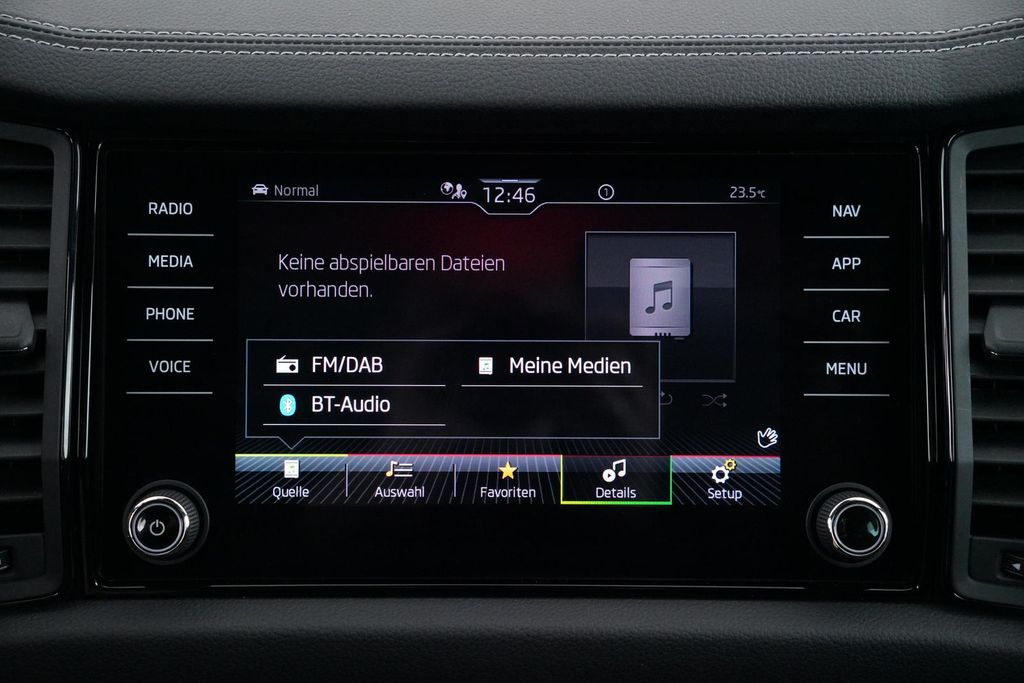 Normal
12:46
1
23.5°C
RADIO
MEDIA
PHONE
VOICE
Keine abspielbaren Dateien
vorhanden.
FM/DAB
Meine Medien
BT-Audio
Quelle
Auswahl
Favoriten
Details
Setup
NAV
APP
CAR
MENU